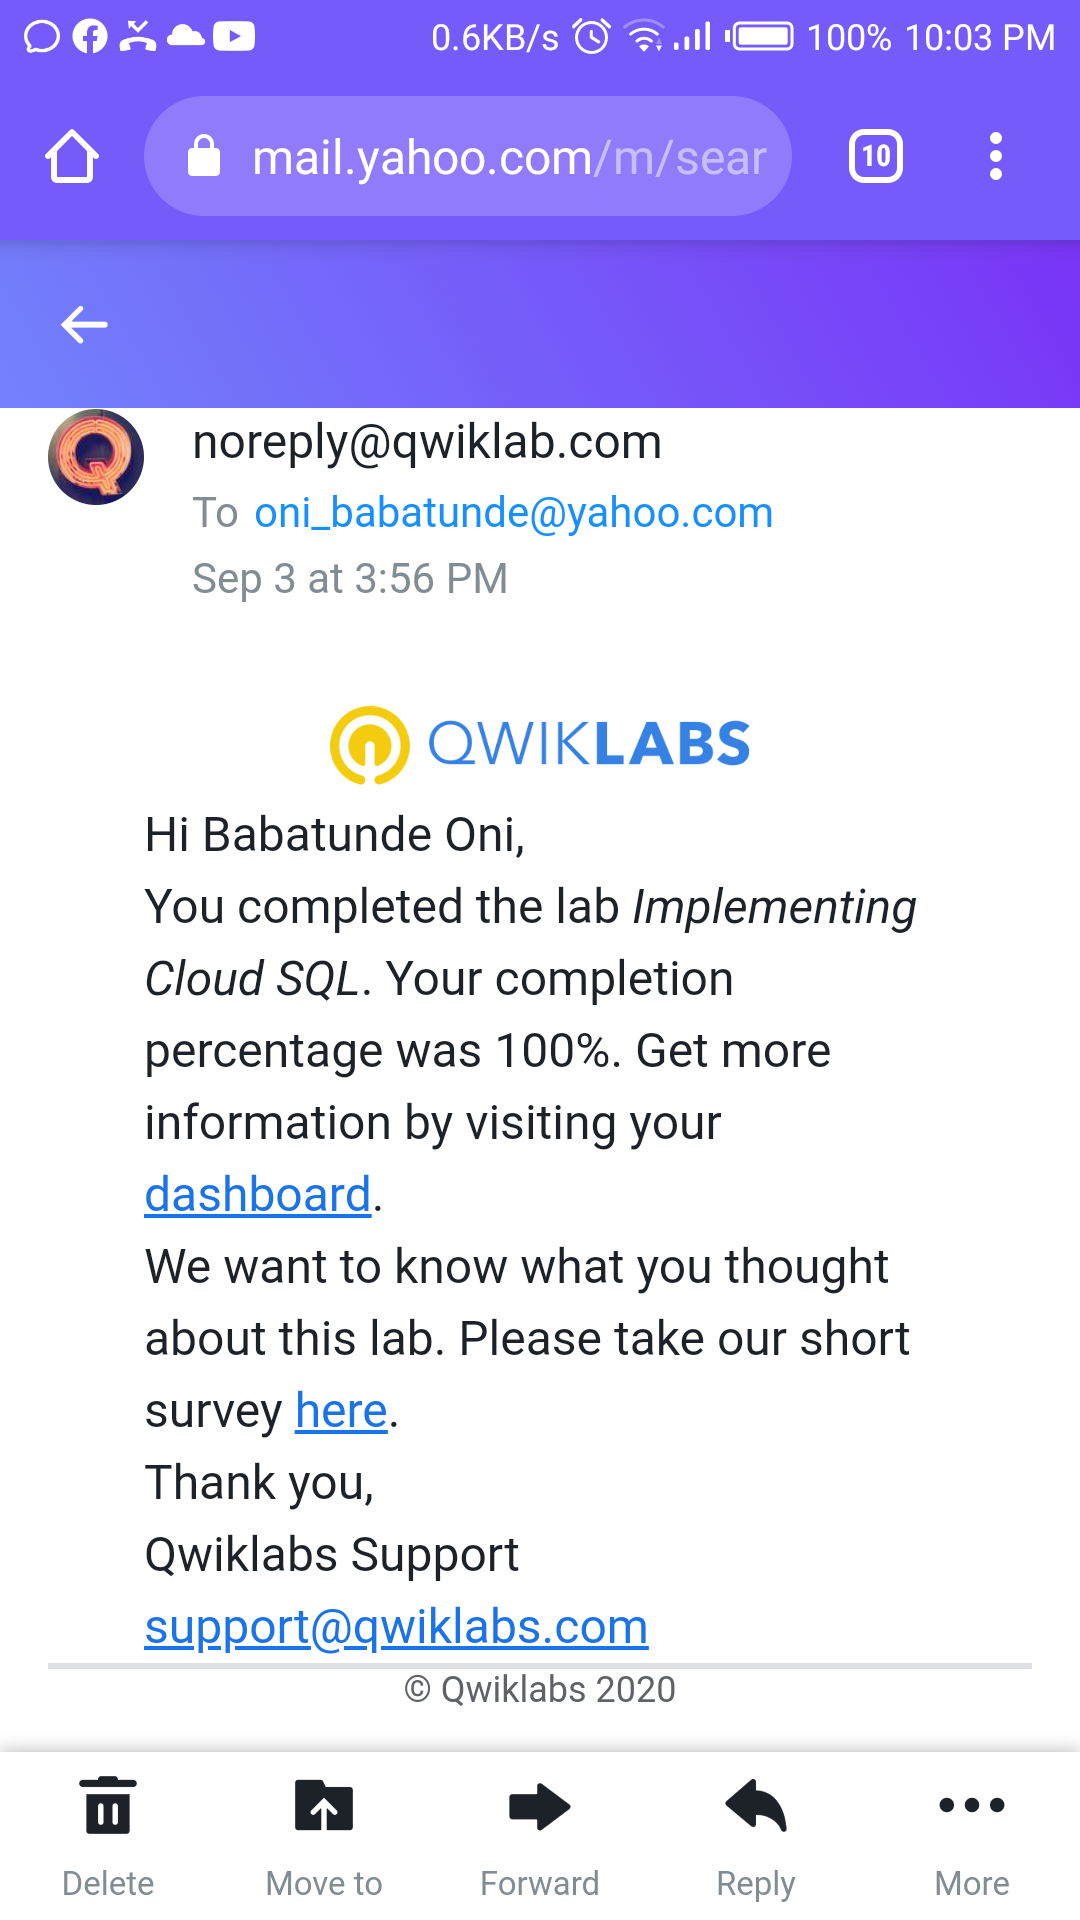 0.6KB/s 100% 10:03 PM
mail.yahoo.com/m/sear 10
noreply@qwiklab.com
To oni_babatunde@yahoo.com
Sep 3 at 3:56 PM
QWIKLABS
Hi Babatunde Oni,
You completed the lab Implementing
Cloud SQL. Your completion
percentage was 100%. Get more
information by visiting your
dashboard.
We want to know what you thought
about this lab. Please take our short
survey here.
Thank you,
Qwiklabs Support
support@qwiklabs.com
© Qwiklabs 2020
Delete Move to Forward Reply More